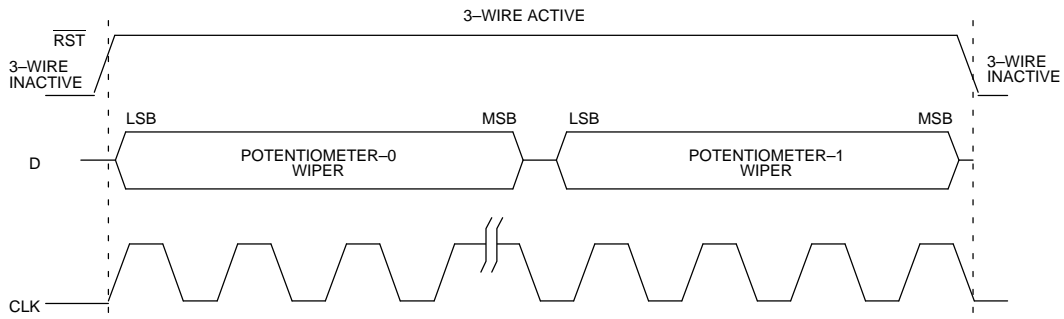 3–WIRE ACTIVE
RST
3–WIRE
INACTIVE
3–WIRE
INACTIVE
LSB
MSB
LSB
MSB
D
POTENTIOMETER–0
WIPER
POTENTIOMETER–1
WIPER
CLK